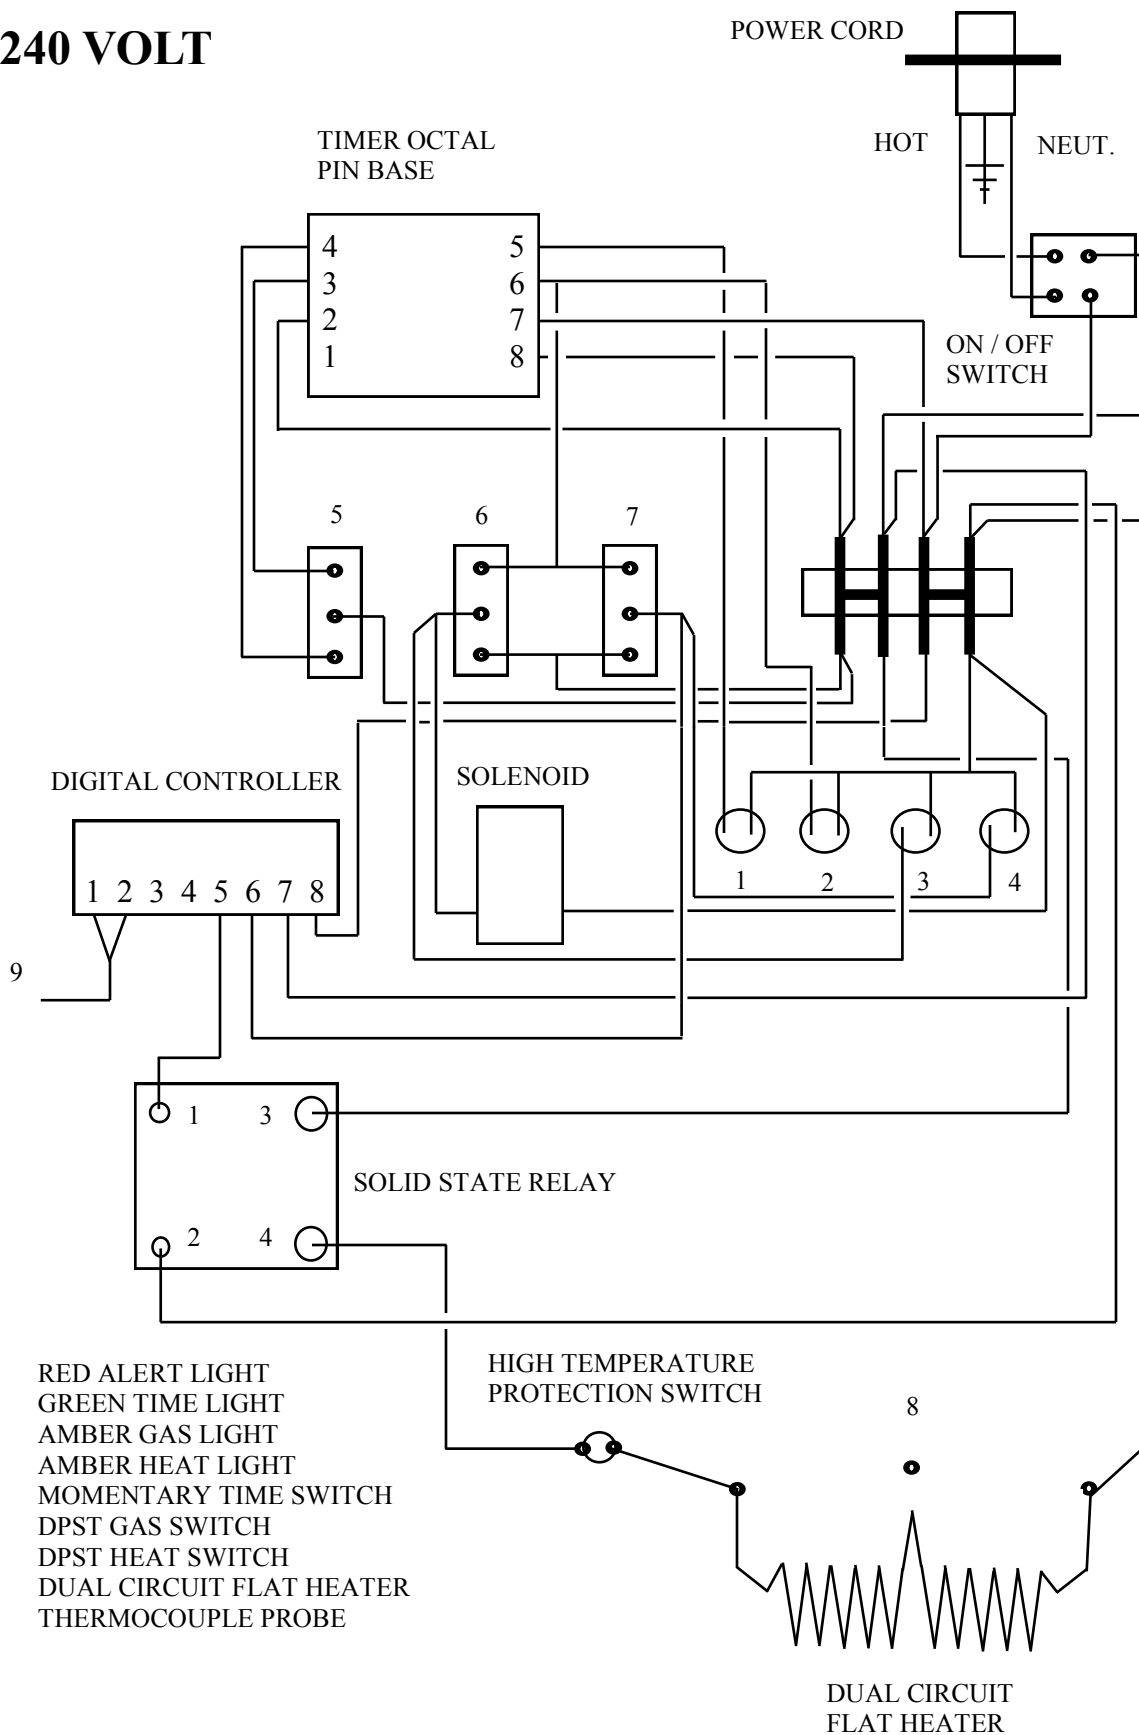 240 VOLT
POWER CORD
HOT
NEUT.
TIMER OCTAL
PIN BASE
4 5
3 6
2 7
1 8
ON / OFF
SWITCH
5 6 7
DIGITAL CONTROLLER
SOLENOID
1 2 3 4 5 6 7 8
1 2 3 4
9
1 3
SOLID STATE RELAY
2 4
RED ALERT LIGHT
GREEN TIME LIGHT
AMBER GAS LIGHT
AMBER HEAT LIGHT
MOMENTARY TIME SWITCH
DPST GAS SWITCH
DPST HEAT SWITCH
DUAL CIRCUIT FLAT HEATER
THERMOCOUPLE PROBE
HIGH TEMPERATURE
PROTECTION SWITCH
8
DUAL CIRCUIT
FLAT HEATER